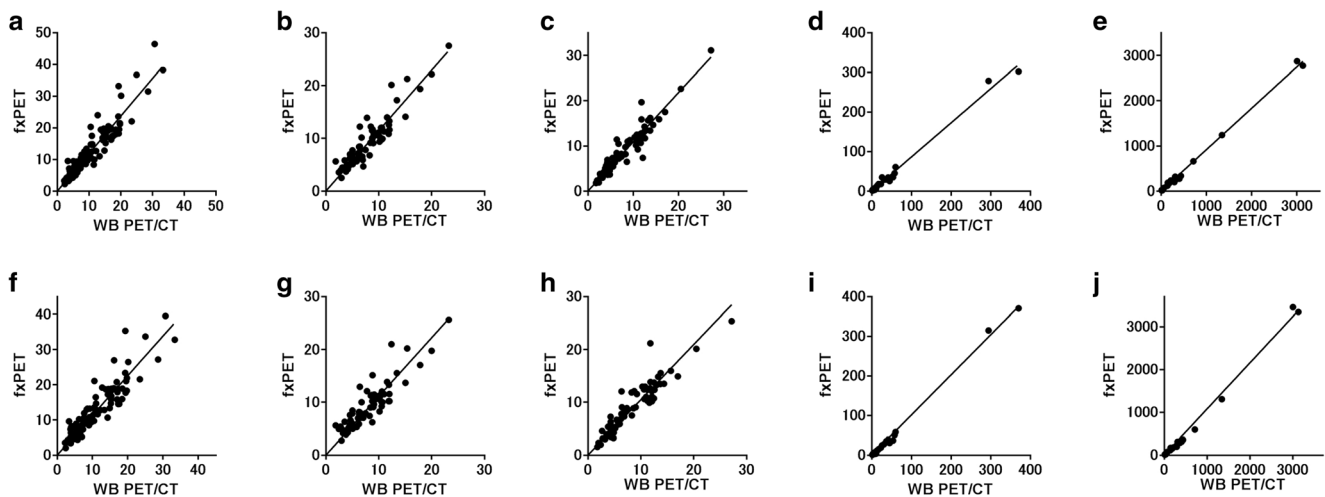 a b c d e
50 40 30 20 10 0
fxPET
0 10 20 30 40 50
WB PET/CT
30 20 10 0
fxPET
0 10 20 30
WB PET/CT
30 20 10 0
fxPET
0 10 20 30
WB PET/CT
400 300 200 100 0
fxPET
0 100 200 300 400
WB PET/CT
3000 2000 1000 0
fxPET
0 1000 2000 3000
WB PET/CT
f g h i j
40 30 20 10 0
fxPET
0 10 20 30 40
WB PET/CT
30 20 10 0
fxPET
0 10 20 30
WB PET/CT
30 20 10 0
fxPET
0 10 20 30
WB PET/CT
400 300 200 100 0
fxPET
0 100 200 300 400
WB PET/CT
3000 2000 1000 0
fxPET
0 1000 2000 3000
WB PET/CT